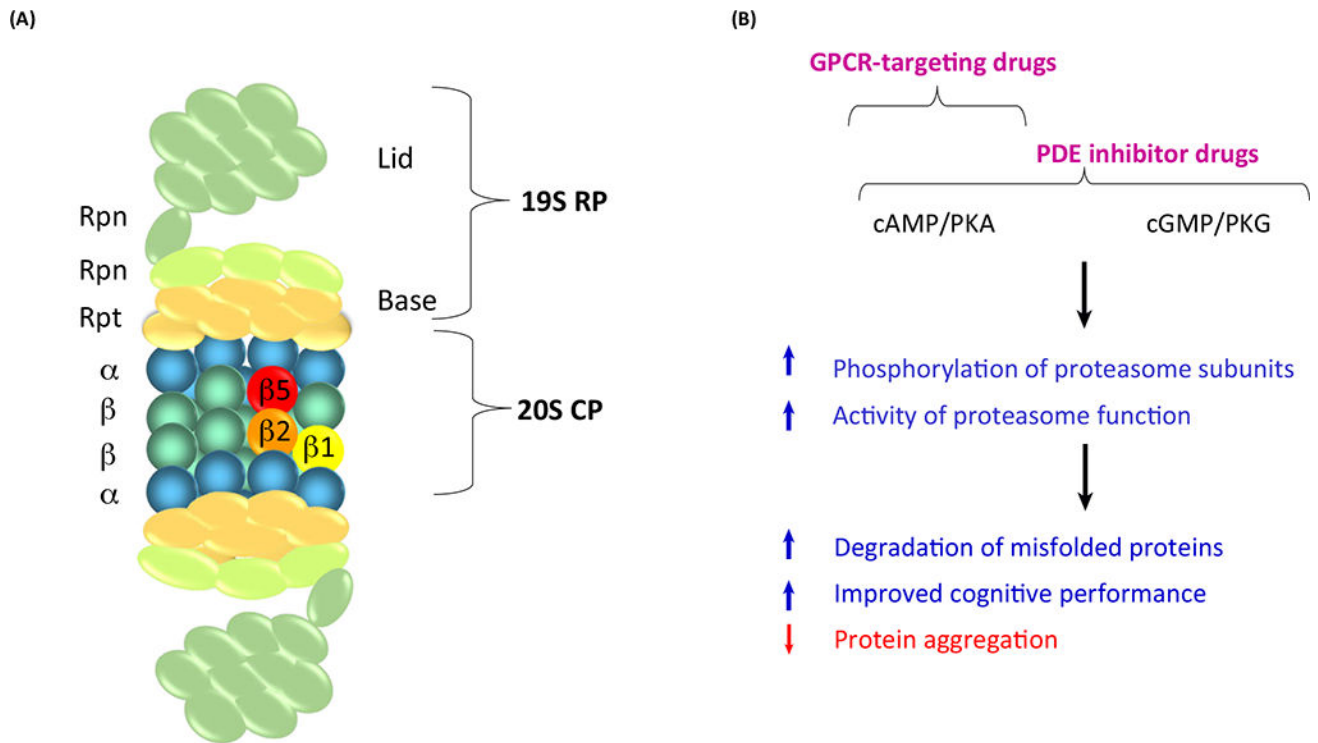 (A)
Lid
19S RP
Rpn
Rpn
Base
Rpt
α
β5
β
20S CP
β2
β1
β
α
(B)
GPCR-targeting drugs
PDE inhibitor drugs
cAMP/PKA
cGMP/PKG
Phosphorylation of proteasome subunits
Activity of proteasome function
Degradation of misfolded proteins
Improved cognitive performance
Protein aggregation